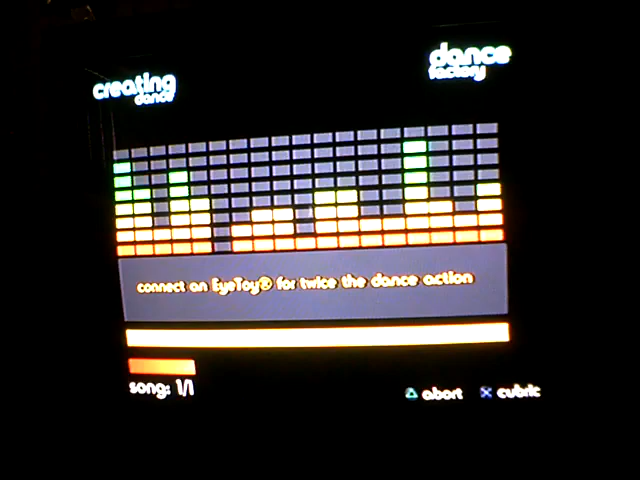 creating
dance
dance
factory
connect an EyeToy® for twice the dance action
song: 1/1
abort
cubric